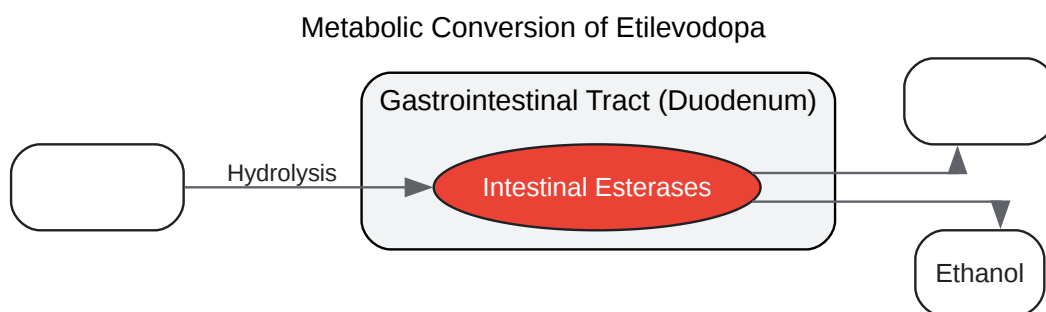 Metabolic Conversion of Etilevodopa
Gastrointestinal Tract (Duodenum)
Hydrolysis
Intestinal Esterases
Ethanol